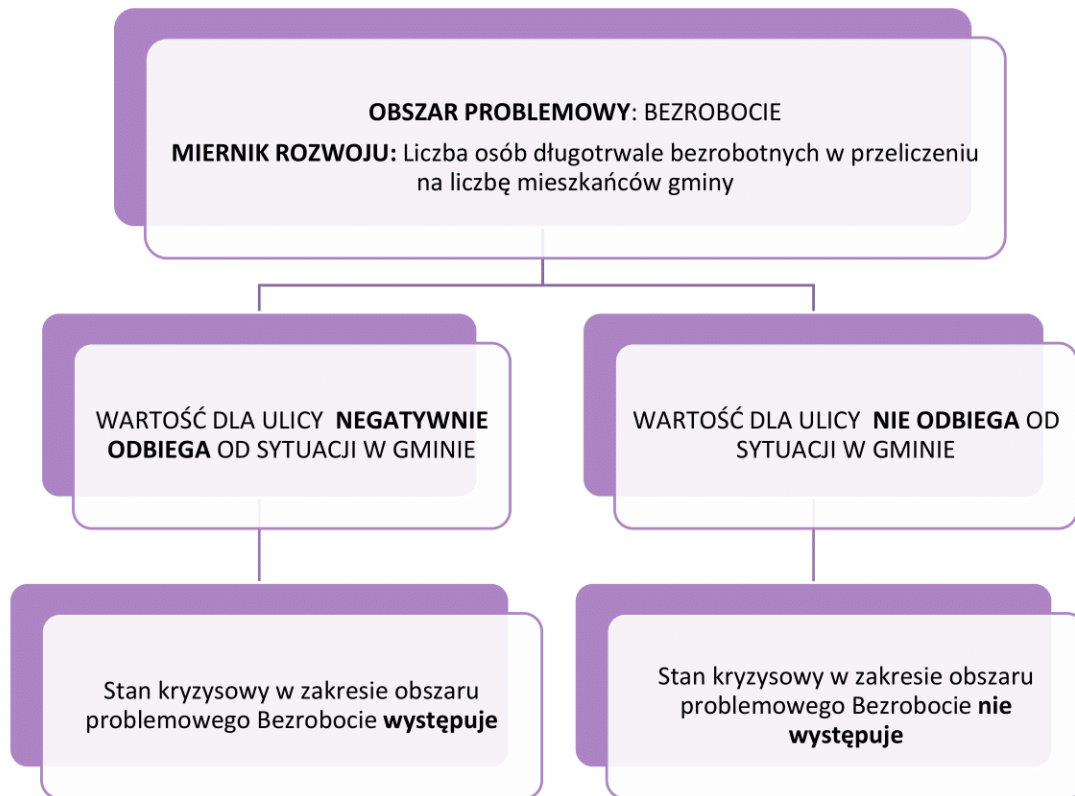 OBSZAR PROBLEMOWY: BEZROBOCIE
MIERNIK ROZWOJU: Liczba osób długotrwale bezrobotnych w przeliczeniu
na liczbę mieszkańców gminy
WARTOŚĆ DLA ULICY NEGATYWNIE
ODBIEGA OD SYTUACJI W GMINIE
WARTOŚĆ DLA ULICY NIE ODBIEGA OD
SYTUACJI W GMINIE
Stan kryzysowy w zakresie obszaru
problemowego Bezrobocie występuje
Stan kryzysowy w zakresie obszaru
problemowego Bezrobocie nie
występuje